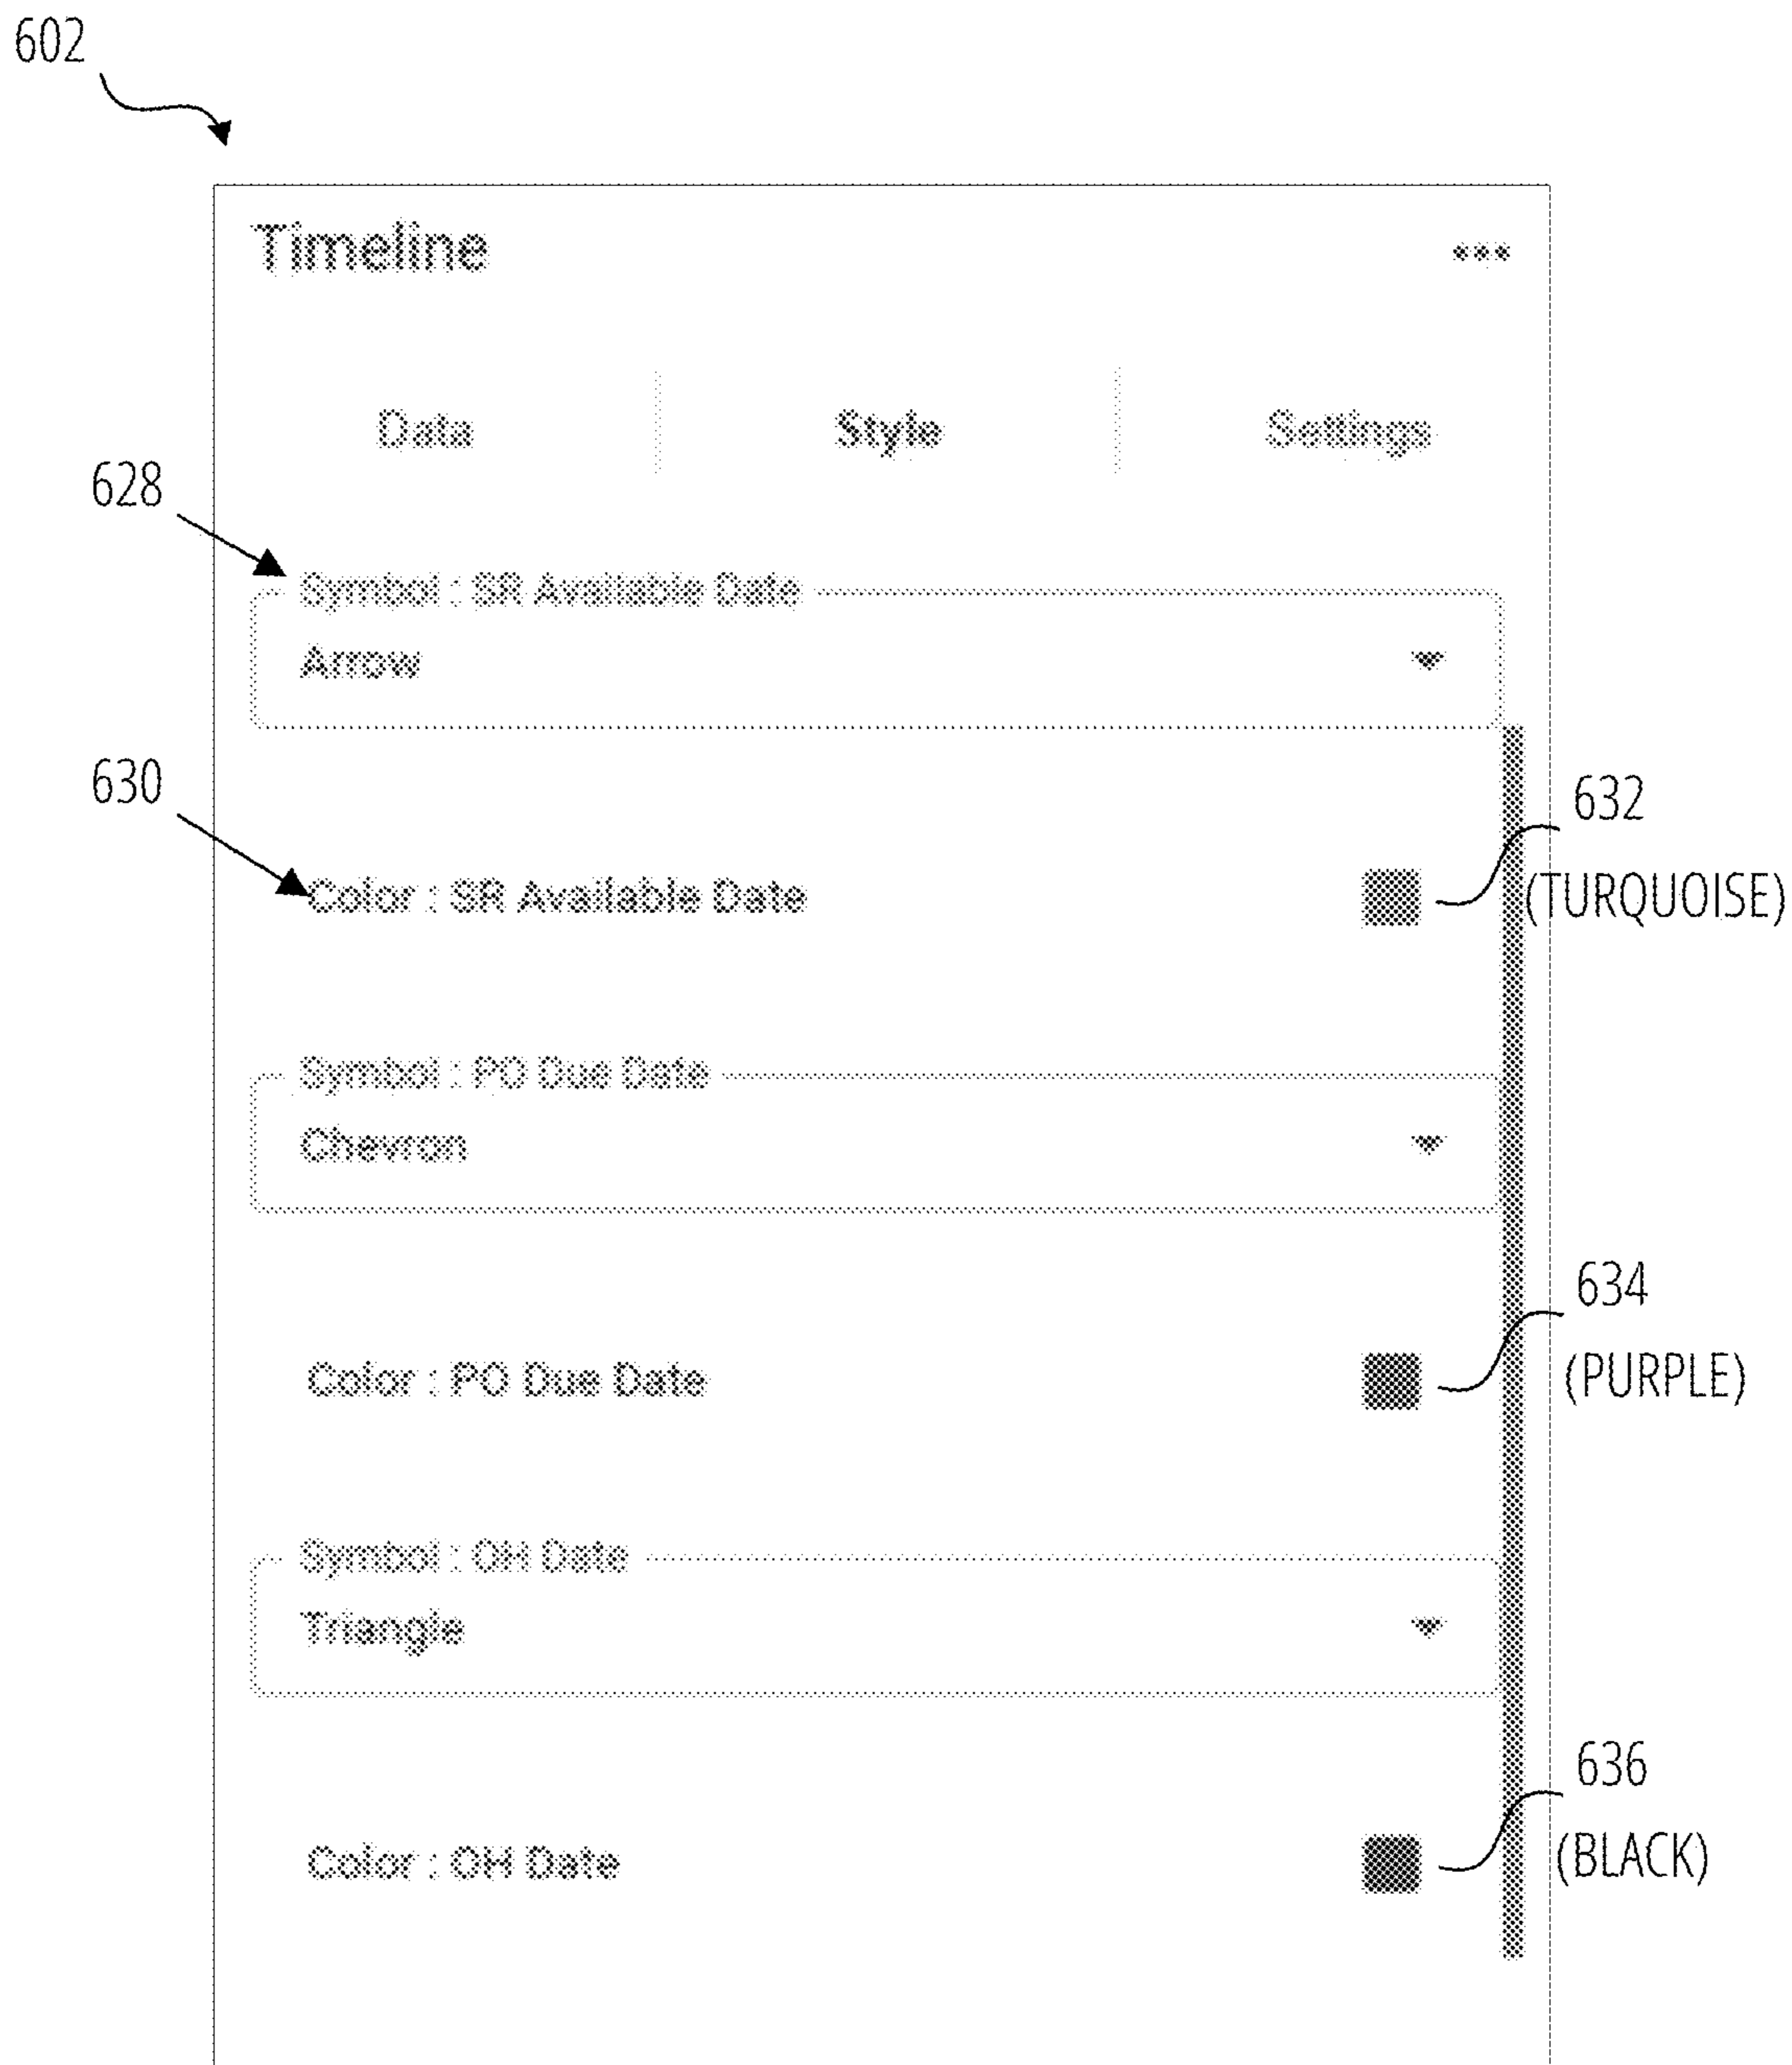 602
Timeline
Data Style Settings
628
Symbol : SR Available Date
Arrow
630
632
Color : SR Available Date
(TURQUOISE)
Symbol : PO Due Date
Chevron
634
Color : PO Due Date
(PURPLE)
Symbol : OH Date
Triangle
636
Color : OH Date
(BLACK)